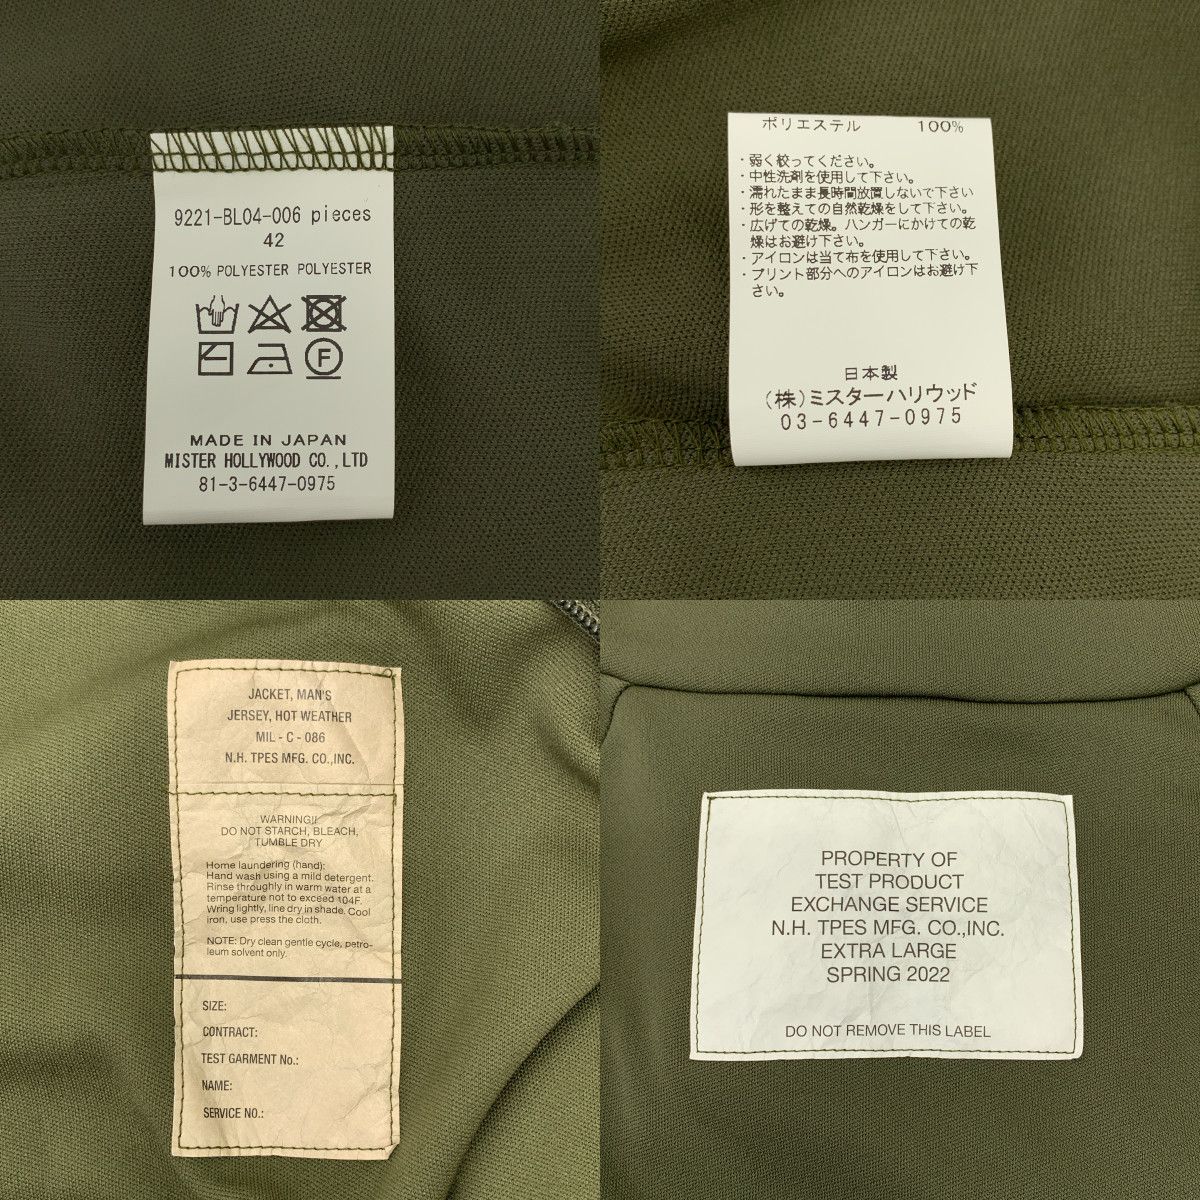 9221-BL04-006 pieces
42
100% POLYESTER POLYESTER
F
MADE IN JAPAN
MISTER HOLLYWOOD CO.,LTD
81-3-6447-0975
ポリエステル 100%
・弱く絞ってください。
・中性洗剤を使用して下さい。
・濡れたまま長時間放置しないで下さい
・形を整えての自然乾燥をして下さい。
・広げての乾燥。ハンガーにかけての乾
燥はお避け下さい。
・アイロンは当て布を使用して下さい。
・プリント部分へのアイロンはお避け下
さい。
日本製
(株)ミスターハリウッド
03-6447-0975
JACKET, MAN'S
JERSEY, HOT WEATHER
MIL - C - 086
N.H. TPES MFG. CO.,INC.
WARNING!!
DO NOT STARCH, BLEACH,
TUMBLE DRY
Home laundering (hand):
Hand wash using a mild detergent.
Rinse throughly in warm water at a
temperature not to exceed 104F.
Wring lightly, line dry in shade. Cool
iron, use press the cloth.
NOTE: Dry clean gentle cycle, petro-
leum solvent only.
SIZE:
CONTRACT:
TEST GARMENT No.:
NAME:
SERVICE NO.:
PROPERTY OF
TEST PRODUCT
EXCHANGE SERVICE
N.H. TPES MFG. CO.,INC.
EXTRA LARGE
SPRING 2022
DO NOT REMOVE THIS LABEL